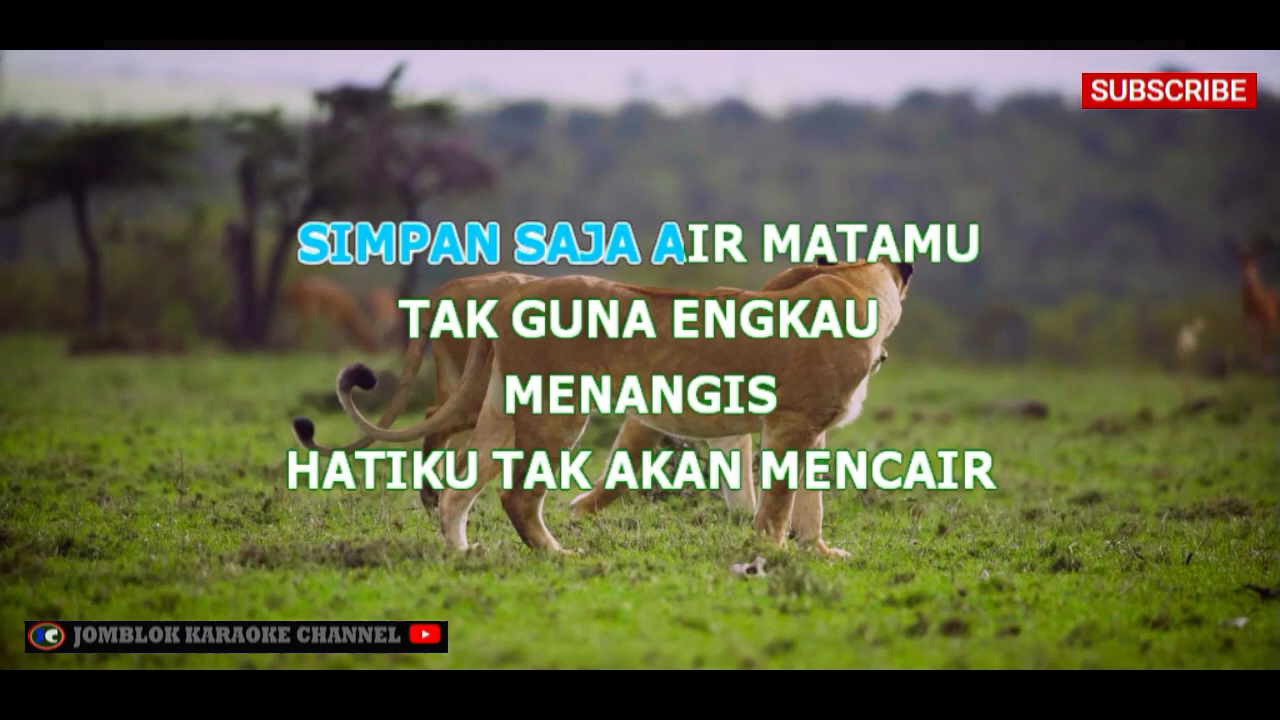 SUBSCRIBE
SIMPAN SAJA AIR MATAMU
TAK GUNA ENGKAU
MENANGIS
HATIKU TAK AKAN MENCAIR
JOMBLOK KARAOKE CHANNEL